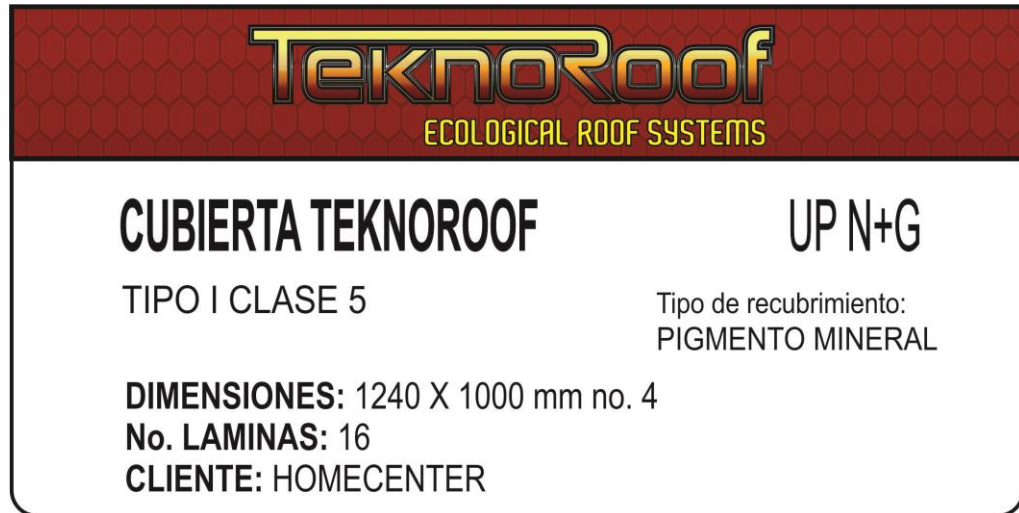 TEKNOROOF
ECOLOGICAL ROOF SYSTEMS
CUBIERTA TEKNOROOF
UP N+G
TIPO I CLASE 5
Tipo de recubrimiento:
PIGMENTO MINERAL
DIMENSIONES: 1240 X 1000 mm no. 4
No. LAMINAS: 16
CLIENTE: HOMECENTER